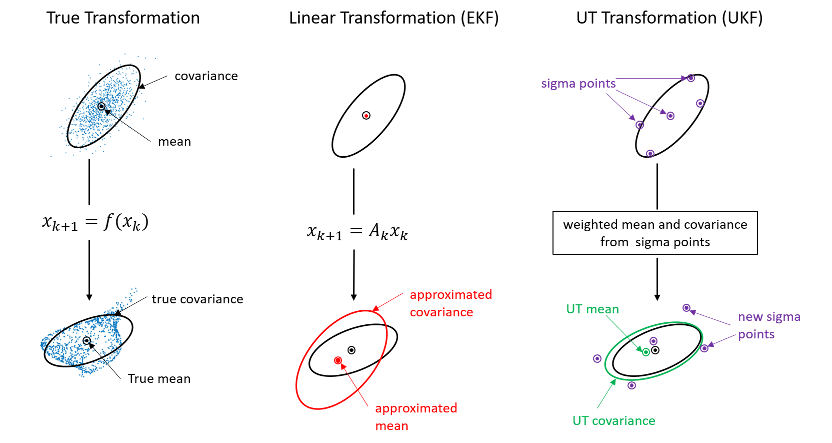 True Transformation
covariance
mean
x_{k+1} = f(x_k)
true covariance
True mean
Linear Transformation (EKF)
x_{k+1} = A_k x_k
approximated
covariance
approximated
mean
UT Transformation (UKF)
sigma points
weighted mean and covariance
from sigma points
UT mean
new sigma
points
UT covariance